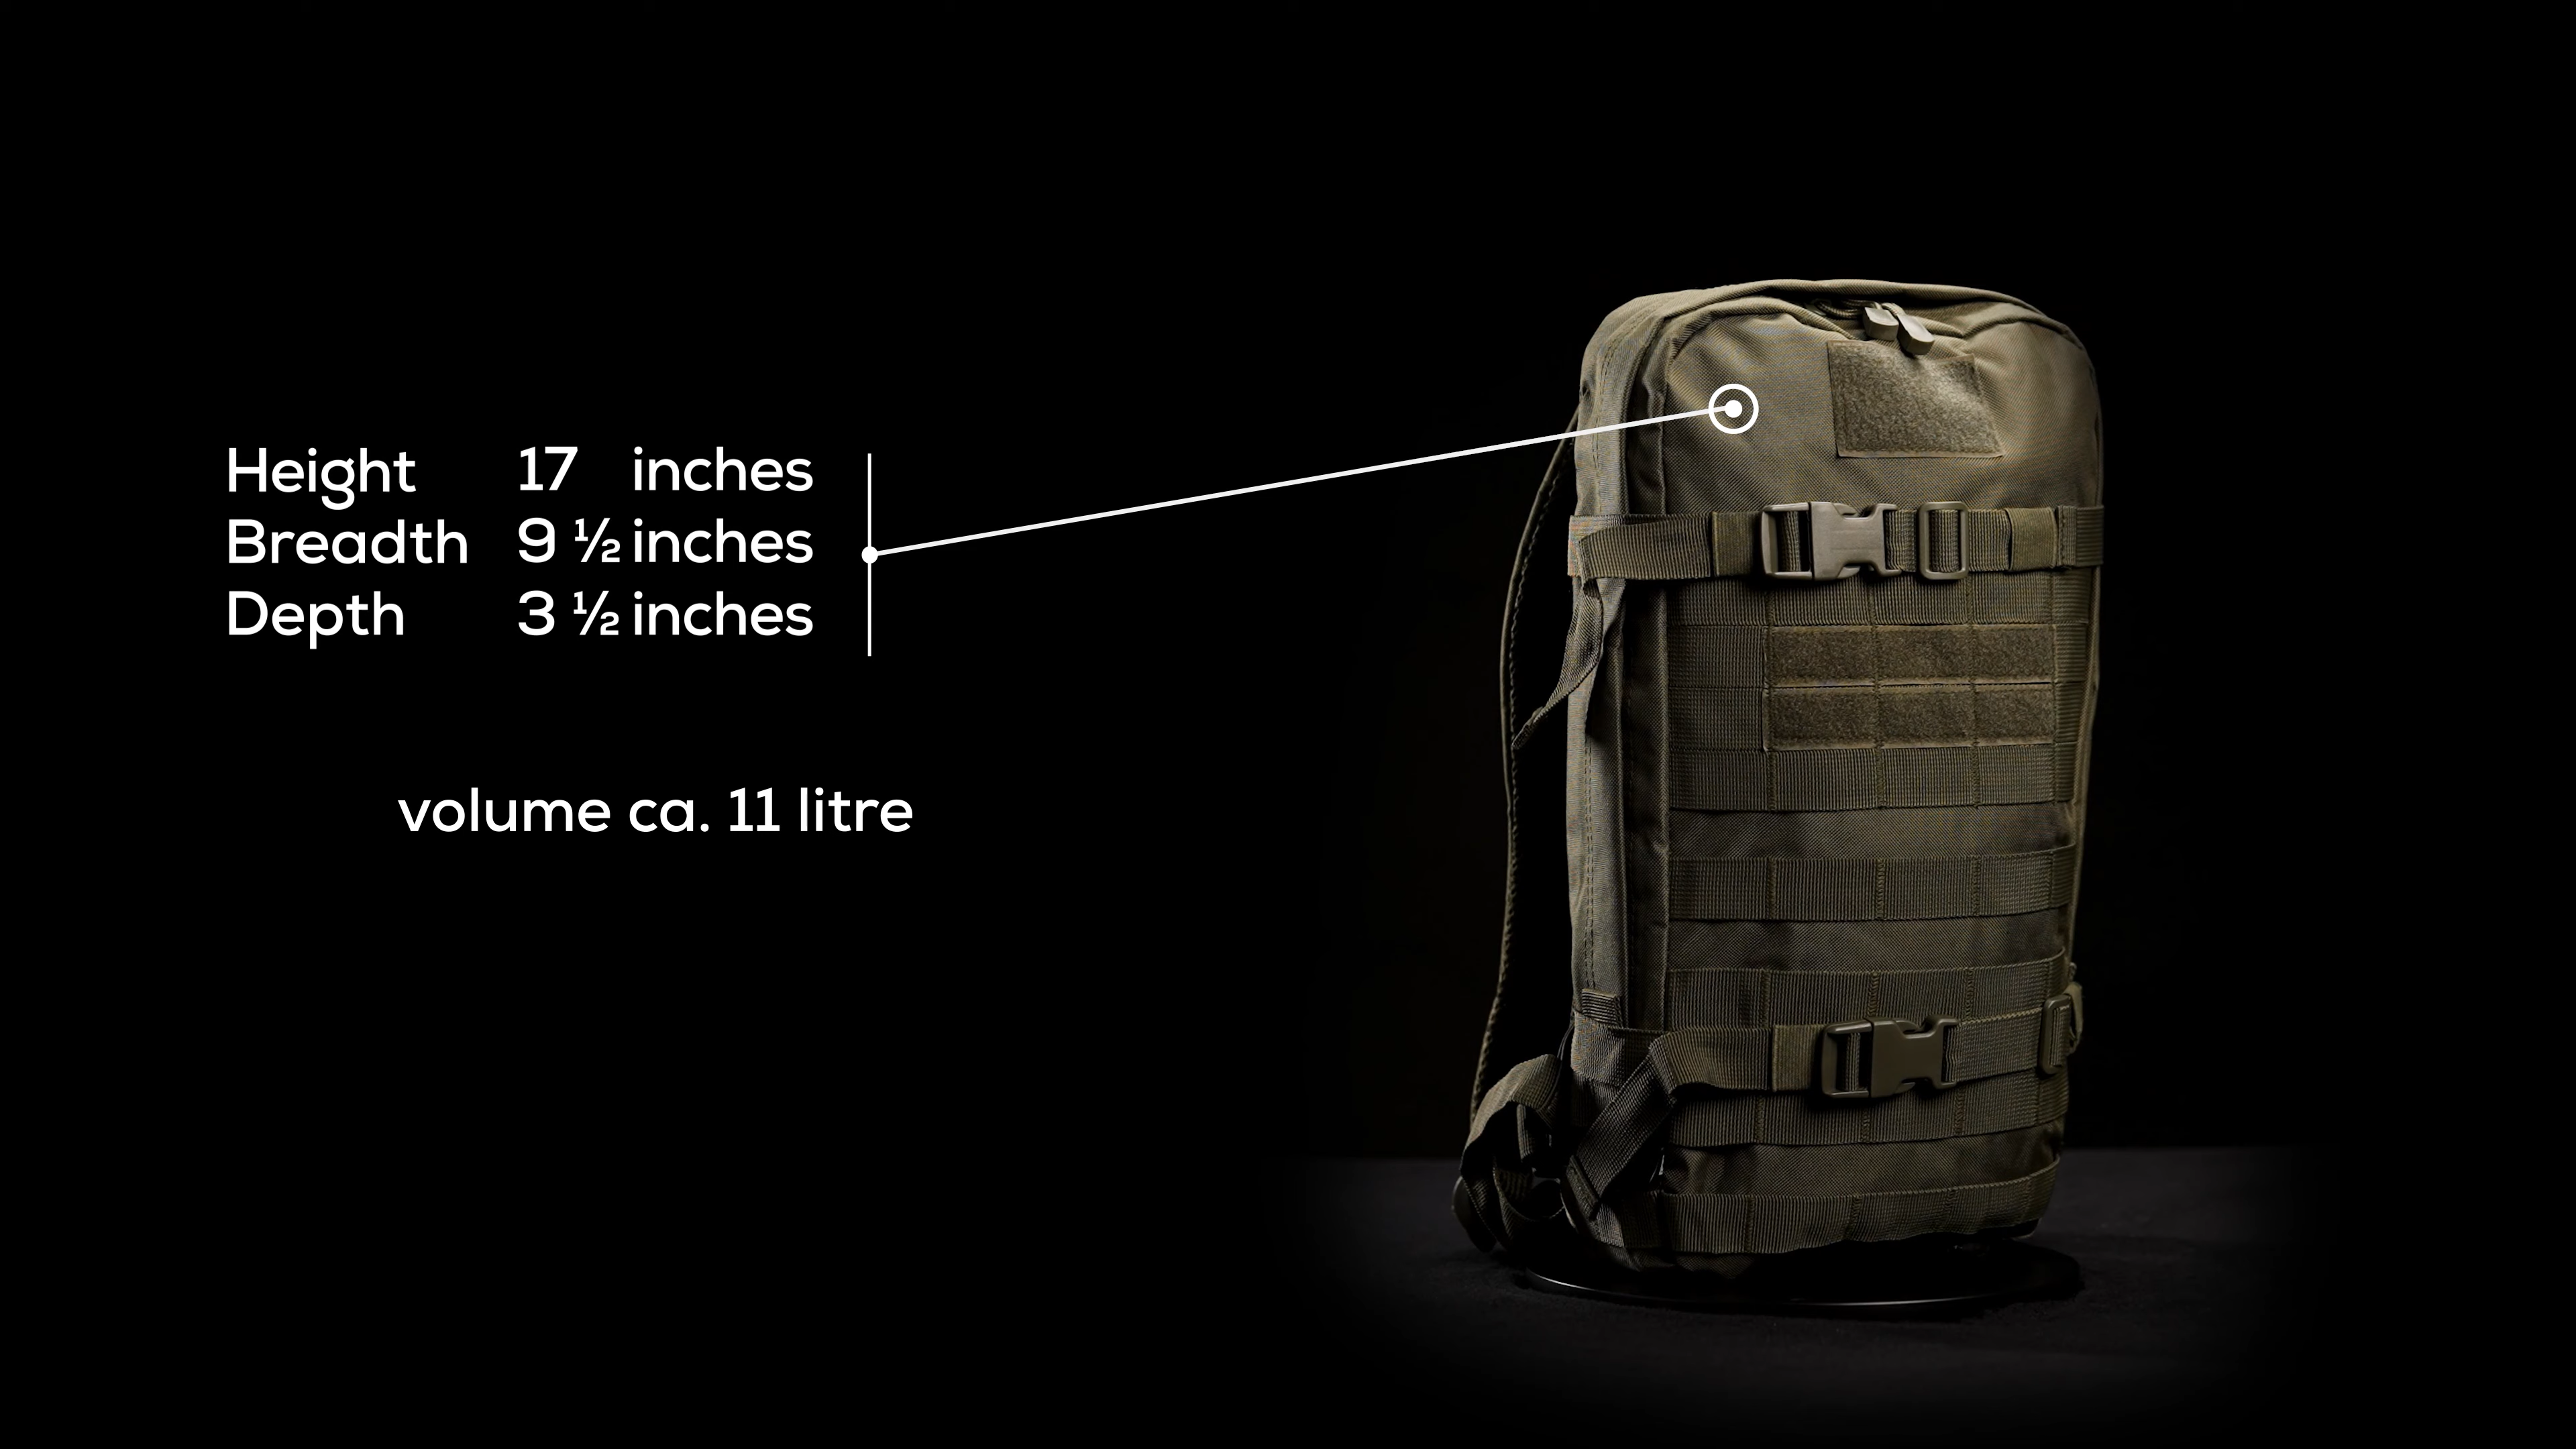 Height 17 inches
Breadth 9 ½ inches
Depth 3 ½ inches
volume ca. 11 litre